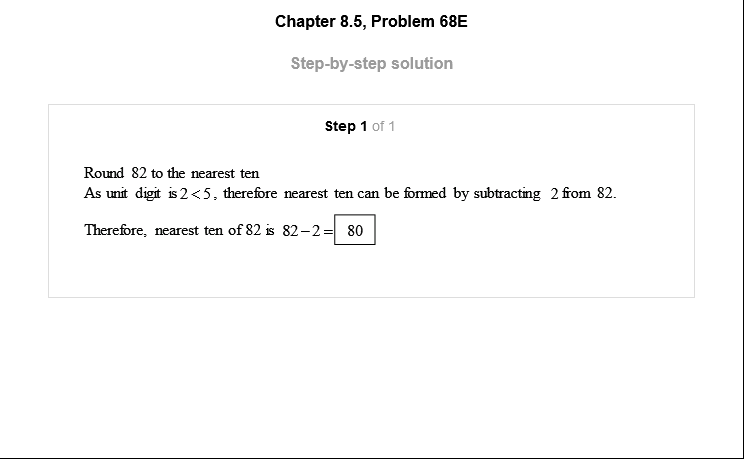 Chapter 8.5, Problem 68E
Step-by-step solution
Step 1 of 1
Round 82 to the nearest ten
As unit digit is 2 < 5, therefore nearest ten can be formed by subtracting 2 from 82.
Therefore, nearest ten of 82 is 82 − 2 = 80